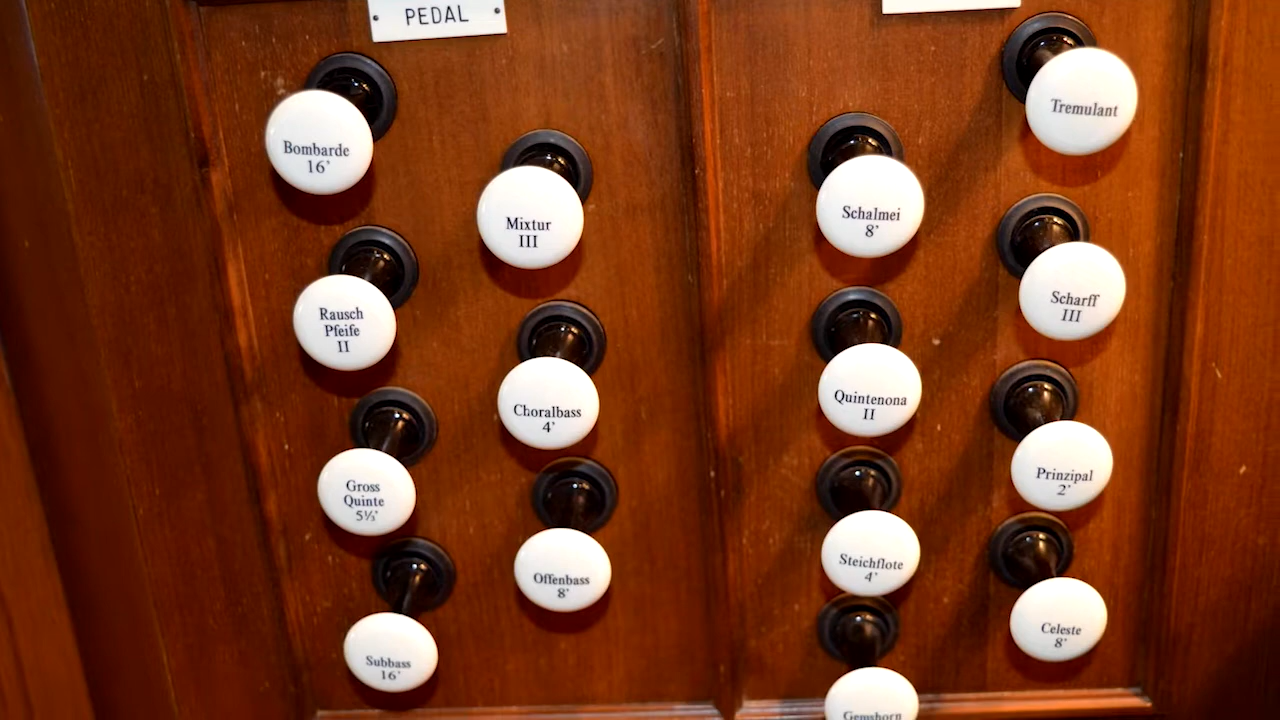 PEDAL
Bombarde
16'
Rausch
Pfeife
II
Gross
Quinte
5⅓'
Subbass
16'
Mixtur
III
Choralbass
4'
Offenbass
8'
Schalmei
8'
Quintenona
II
Steichflote
4'
Gemshorn
Tremulant
Scharff
III
Prinzipal
2'
Celeste
8'